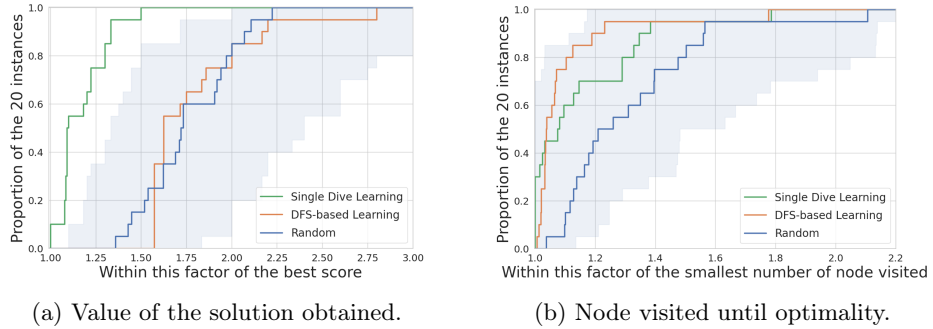 Proportion of the 20 instances
1.0
0.8
0.6
0.4
0.2
0.0
Single Dive Learning
DFS-based Learning
Random
1.00 1.25 1.50 1.75 2.00 2.25 2.50 2.75 3.00
Within this factor of the best score
(a) Value of the solution obtained.
Proportion of the 20 instances
1.0
0.8
0.6
0.4
0.2
0.0
Single Dive Learning
DFS-based Learning
Random
1.0 1.2 1.4 1.6 1.8 2.0 2.2
Within this factor of the smallest number of node visited
(b) Node visited until optimality.